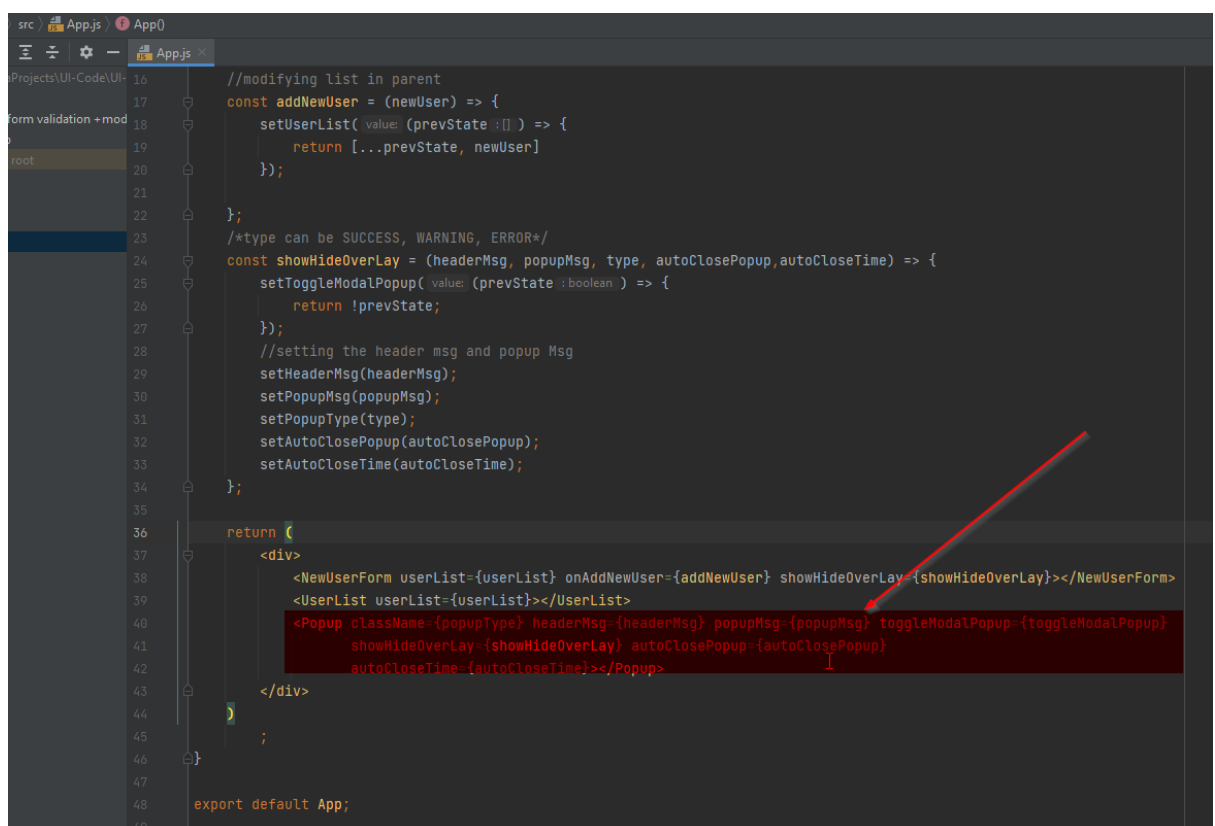 src 〉 App.js 〉 f App()
App.js ×
aProjects\UI-Code\UI-
form validation +mod
root
16 //modifying list in parent
17 const addNewUser = (newUser) => {
18 setUserList( value: (prevState :[] ) => {
19 return [...prevState, newUser]
20 });
21
22 };
23 /*type can be SUCCESS, WARNING, ERROR*/
24 const showHideOverLay = (headerMsg, popupMsg, type, autoClosePopup,autoCloseTime) => {
25 setToggleModalPopup( value: (prevState :boolean ) => {
26 return !prevState;
27 });
28 //setting the header msg and popup Msg
29 setHeaderMsg(headerMsg);
30 setPopupMsg(popupMsg);
31 setPopupType(type);
32 setAutoClosePopup(autoClosePopup);
33 setAutoCloseTime(autoCloseTime);
34 };
35
36 return (
37 <div>
38 <NewUserForm userList={userList} onAddNewUser={addNewUser} showHideOverLay={showHideOverLay}></NewUserForm>
39 <UserList userList={userList}></UserList>
40 <Popup className={popupType} headerMsg={headerMsg} popupMsg={popupMsg} toggleModalPopup={toggleModalPopup}
41 showHideOverLay={showHideOverLay} autoClosePopup={autoClosePopup}
42 autoCloseTime={autoCloseTime}></Popup>
43 </div>
44 )
45 ;
46 }
47
48 export default App;